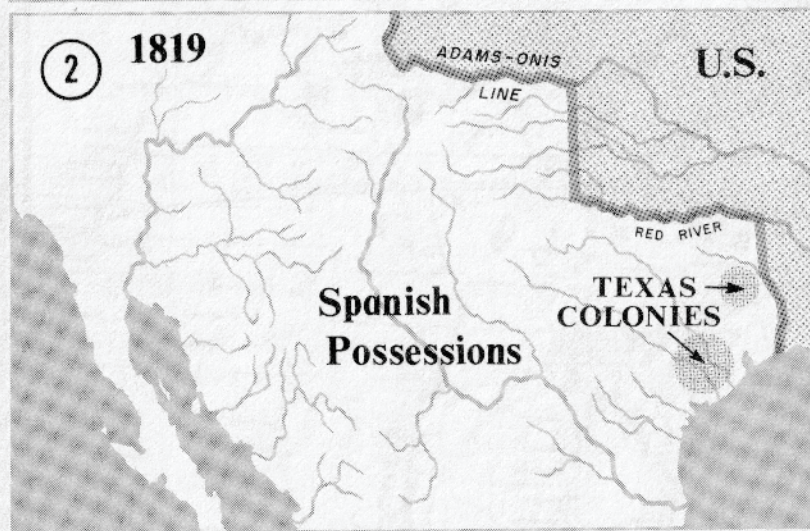 2
1819
ADAMS-ONIS
LINE
U.S.
RED RIVER
TEXAS
COLONIES
Spanish
Possessions